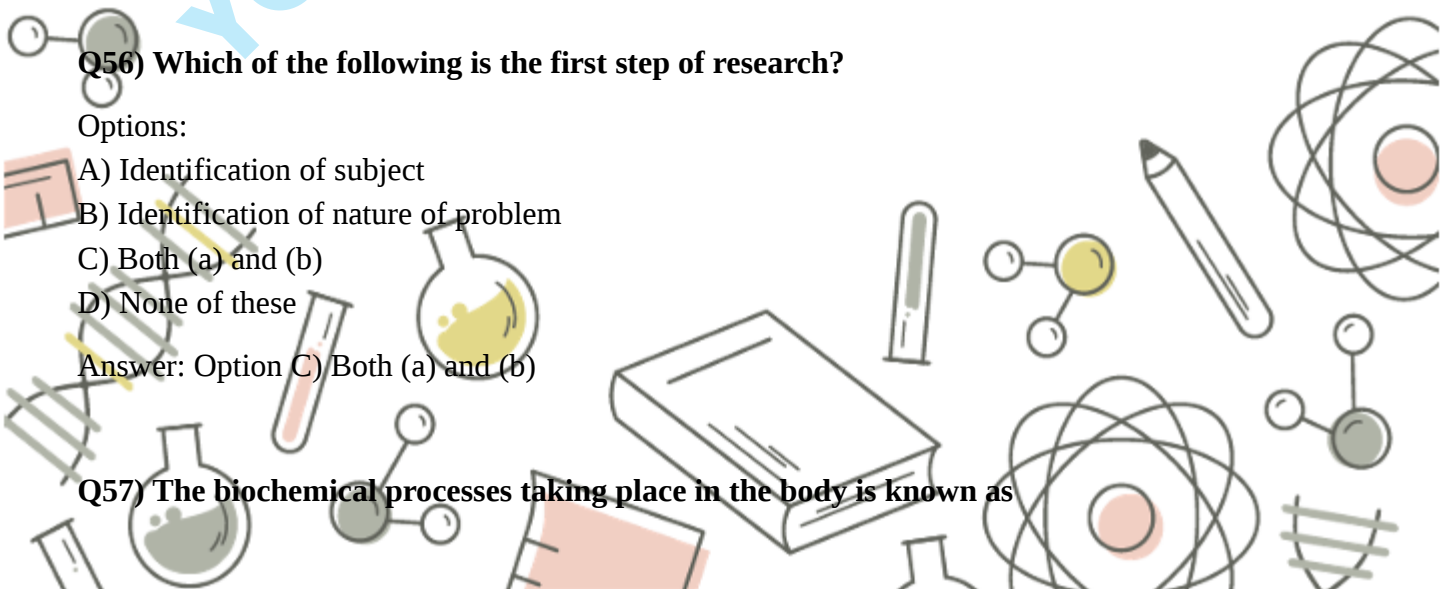 Q56) Which of the following is the first step of research?
Options:
A) Identification of subject
B) Identification of nature of problem
C) Both (a) and (b)
D) None of these
Answer: Option C) Both (a) and (b)
Q57) The biochemical processes taking place in the body is known as